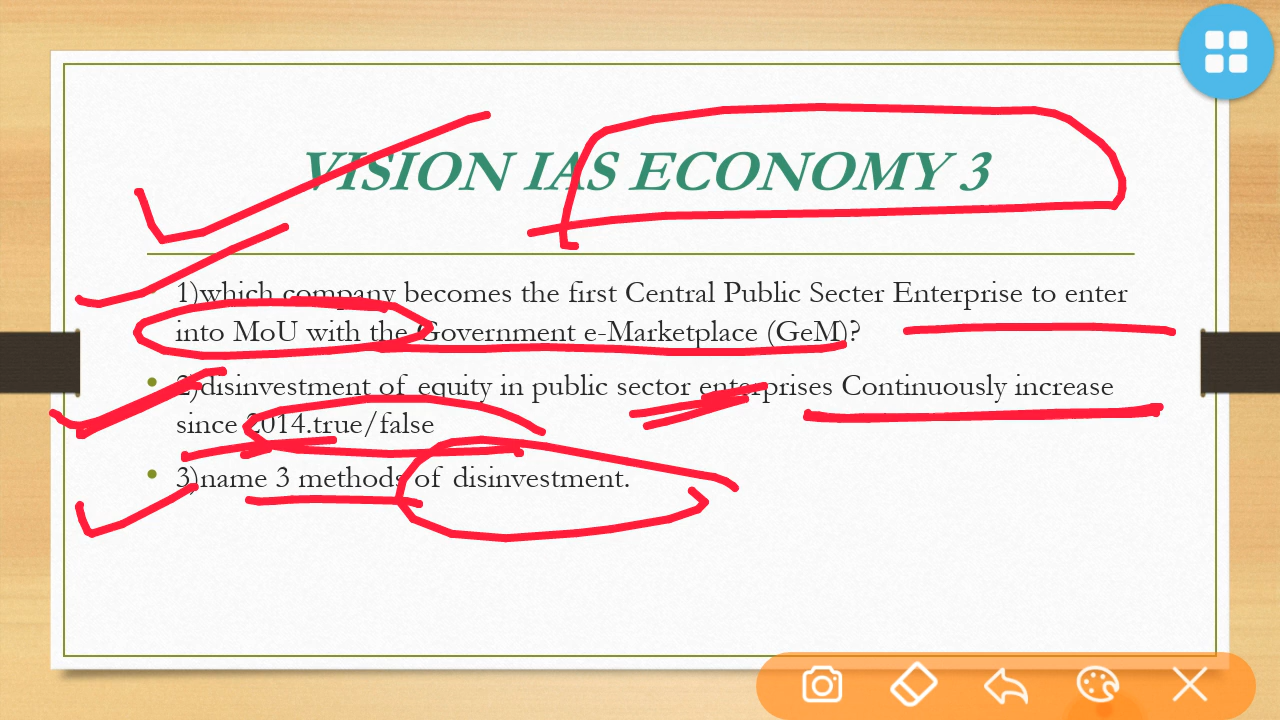 VISION IAS ECONOMY 3
1)which company becomes the first Central Public Secter Enterprise to enter
into MoU with the Government e-Marketplace (GeM)?
2)disinvestment of equity in public sector enterprises Continuously increase
since 2014.true/false
3)name 3 methods of disinvestment.